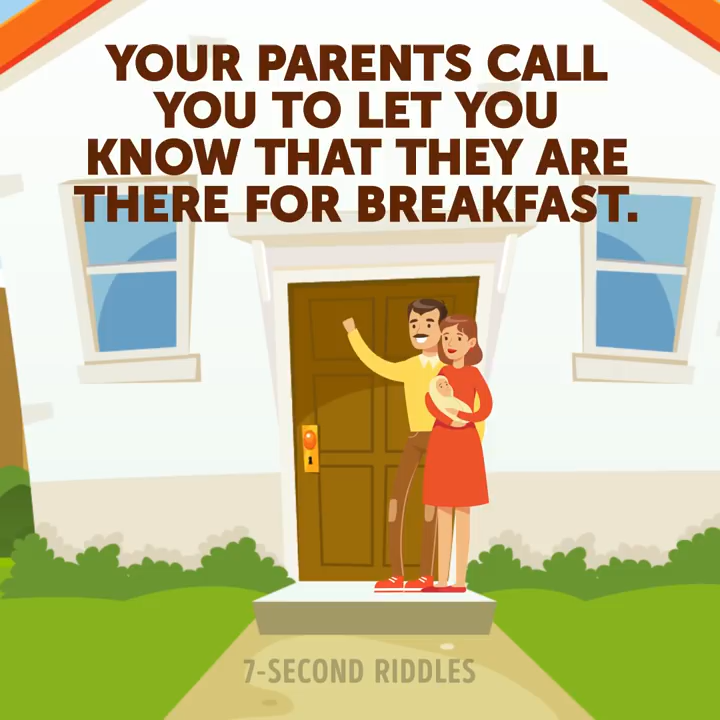 YOUR PARENTS CALL
YOU TO LET YOU
KNOW THAT THEY ARE
THERE FOR BREAKFAST.
7-SECOND RIDDLES